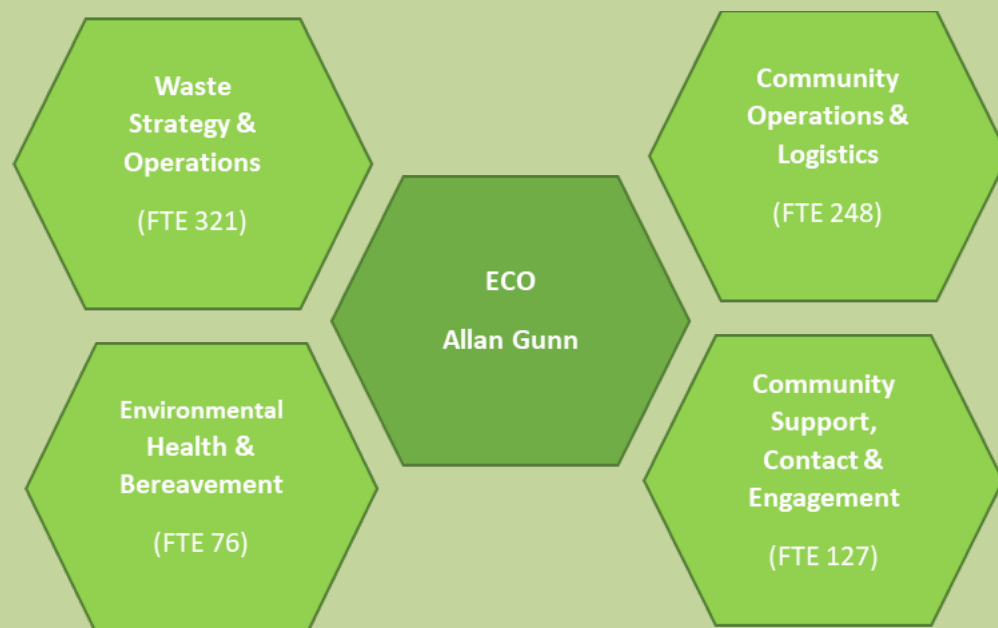 Waste
Strategy &
Operations
(FTE 321)
Community
Operations &
Logistics
(FTE 248)
ECO
Allan Gunn
Environmental
Health &
Bereavement
(FTE 76)
Community
Support,
Contact &
Engagement
(FTE 127)